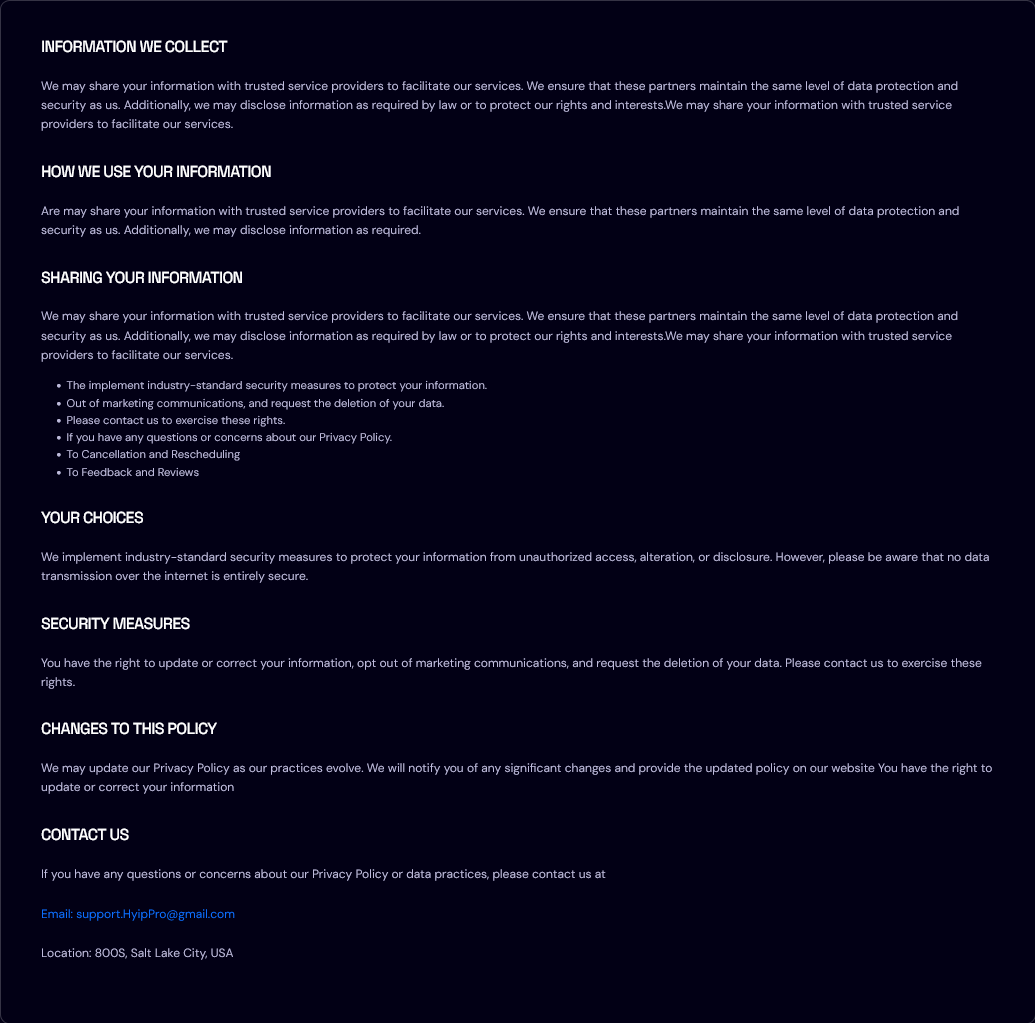 INFORMATION WE COLLECT
We may share your information with trusted service providers to facilitate our services. We ensure that these partners maintain the same level of data protection and
security as us. Additionally, we may disclose information as required by law or to protect our rights and interests.We may share your information with trusted service
providers to facilitate our services.
HOW WE USE YOUR INFORMATION
Are may share your information with trusted service providers to facilitate our services. We ensure that these partners maintain the same level of data protection and
security as us. Additionally, we may disclose information as required.
SHARING YOUR INFORMATION
We may share your information with trusted service providers to facilitate our services. We ensure that these partners maintain the same level of data protection and
security as us. Additionally, we may disclose information as required by law or to protect our rights and interests.We may share your information with trusted service
providers to facilitate our services.
• The implement industry-standard security measures to protect your information.
• Out of marketing communications, and request the deletion of your data.
• Please contact us to exercise these rights.
• If you have any questions or concerns about our Privacy Policy.
• To Cancellation and Rescheduling
• To Feedback and Reviews
YOUR CHOICES
We implement industry-standard security measures to protect your information from unauthorized access, alteration, or disclosure. However, please be aware that no data
transmission over the internet is entirely secure.
SECURITY MEASURES
You have the right to update or correct your information, opt out of marketing communications, and request the deletion of your data. Please contact us to exercise these
rights.
CHANGES TO THIS POLICY
We may update our Privacy Policy as our practices evolve. We will notify you of any significant changes and provide the updated policy on our website You have the right to
update or correct your information
CONTACT US
If you have any questions or concerns about our Privacy Policy or data practices, please contact us at
Email: support.HyipPro@gmail.com
Location: 800S, Salt Lake City, USA